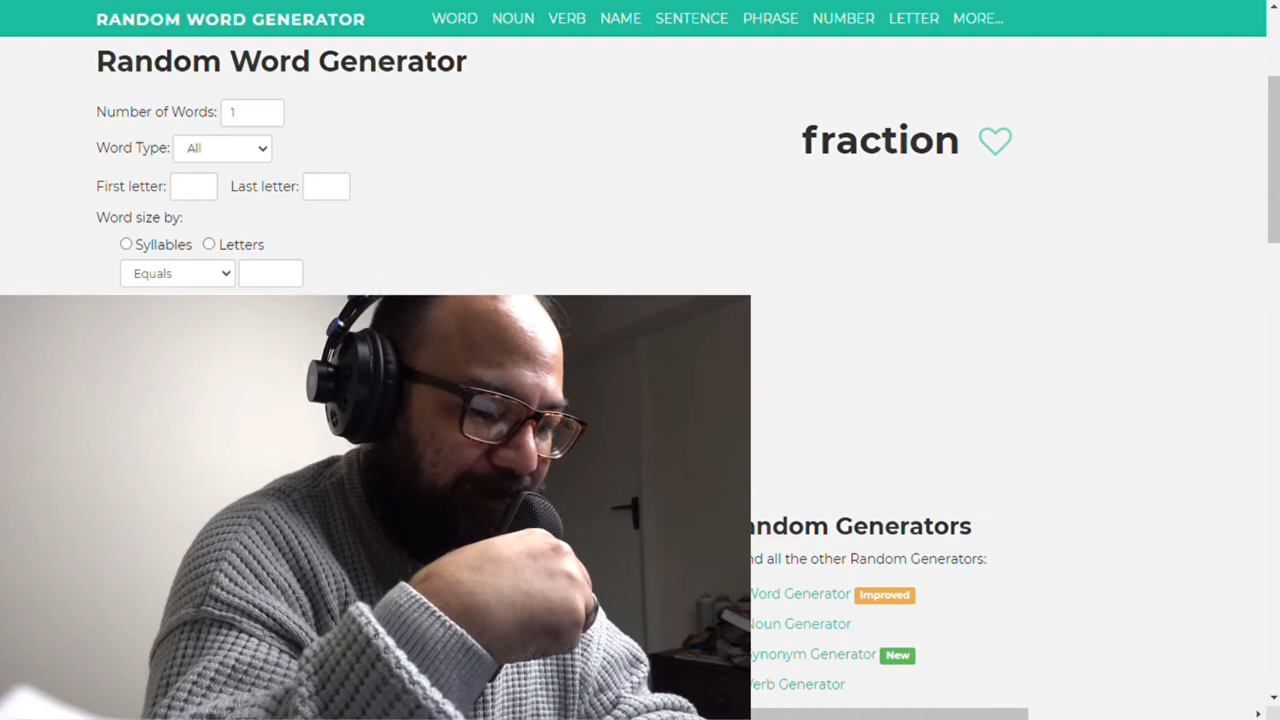 RANDOM WORD GENERATOR WORD NOUN VERB NAME SENTENCE PHRASE NUMBER LETTER MORE...
Random Word Generator
Number of Words: 1
fraction
Word Type: All
First letter: Last letter:
Word size by:
Syllables Letters
Equals
andom Generators
nd all the other Random Generators:
Word Generator Improved
Noun Generator
ynonym Generator New
Verb Generator